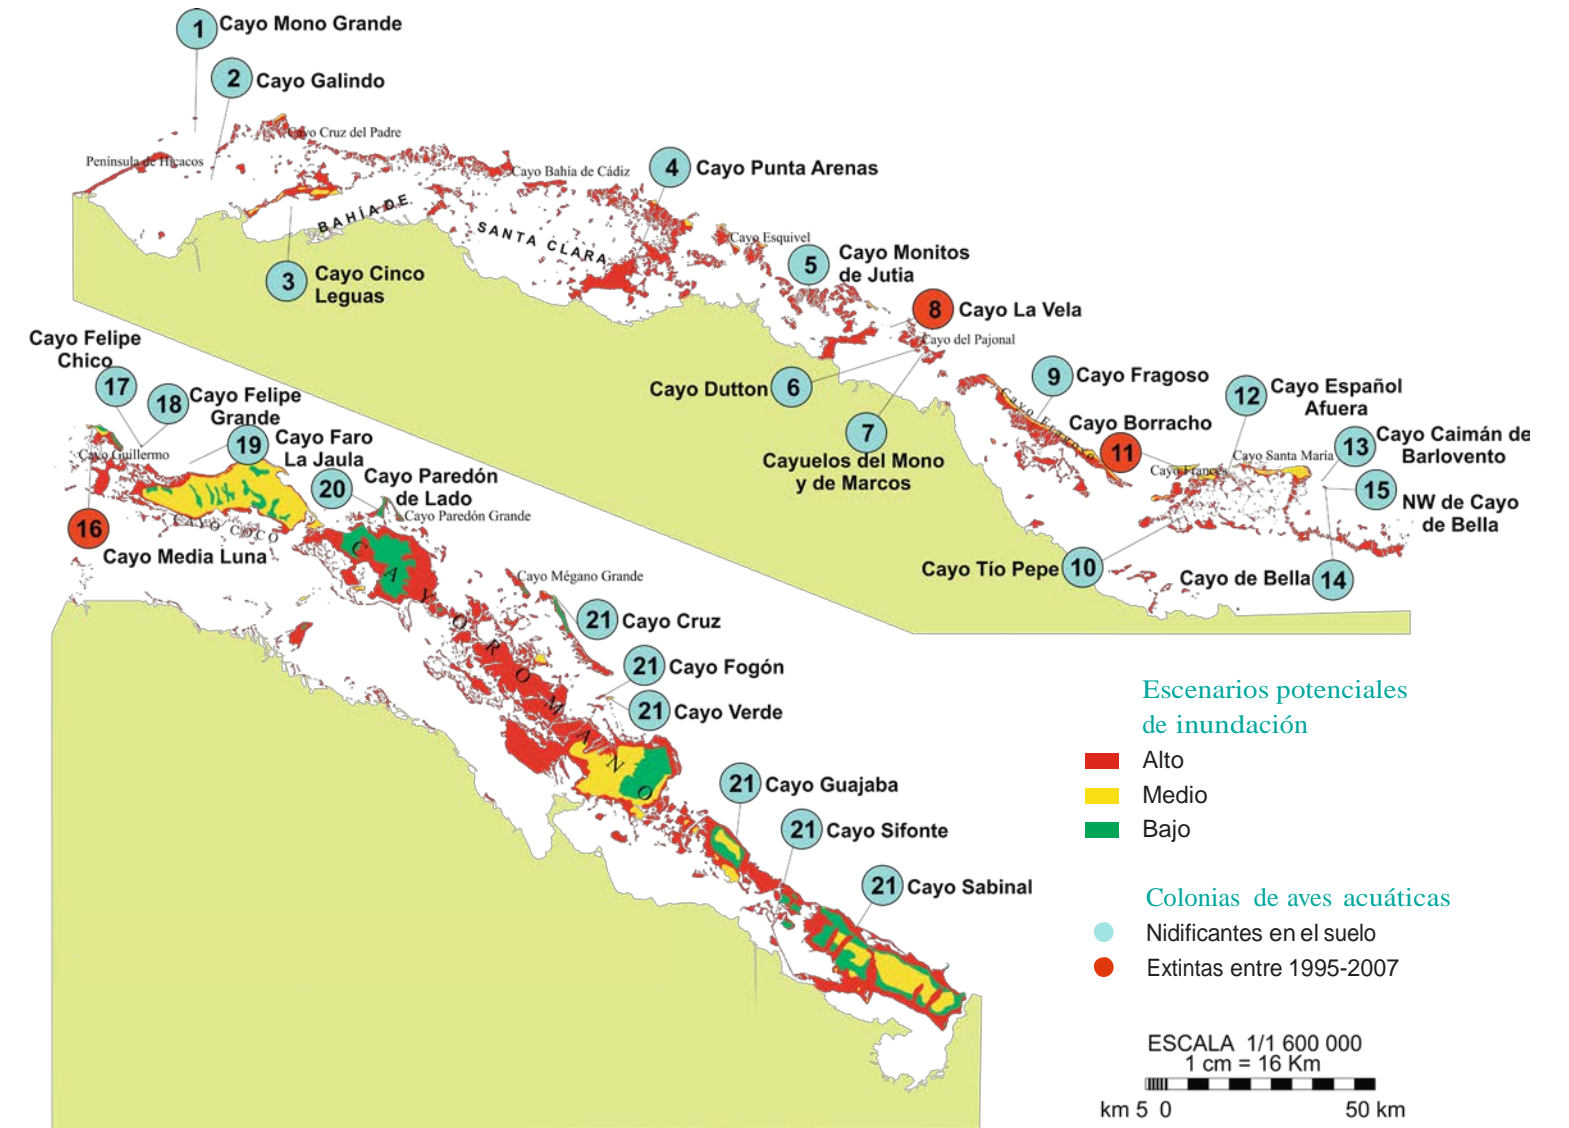 1 Cayo Mono Grande
2 Cayo Galindo
Cayo Cruz del Padre
Península de Hicacos
Cayo Bahía de Cádiz
4 Cayo Punta Arenas
BAHÍA DE
SANTA CLARA
Cayo Esquivel
3 Cayo Cinco
Leguas
5 Cayo Monitos
de Jutia
8 Cayo La Vela
Cayo del Pajonal
Cayo Dutton 6
7
Cayuelos del Mono
y de Marcos
9 Cayo Fragoso
Cayo Fragoso
Cayo Borracho
11
12 Cayo Español
Afuera
Cayo Francés
Cayo Santa María
13 Cayo Caimán de
Barlovento
15
NW de Cayo
de Bella
Cayo Tío Pepe 10
Cayo de Bella 14
Cayo Felipe
Chico
17
18 Cayo Felipe
Grande
19 Cayo Faro
La Jaula
Cayo Guillermo
20 Cayo Paredón
de Lado
Cayo Paredón Grande
16
Cayo Media Luna
CAYO COCO
CAYO ROMANO
Cayo Mégano Grande
21 Cayo Cruz
21 Cayo Fogón
21 Cayo Verde
21 Cayo Guajaba
21 Cayo Sifonte
21 Cayo Sabinal
Escenarios potenciales
de inundación
Alto
Medio
Bajo
Colonias de aves acuáticas
Nidificantes en el suelo
Extintas entre 1995-2007
ESCALA 1/1 600 000
1 cm = 16 Km
km 5 0 50 km